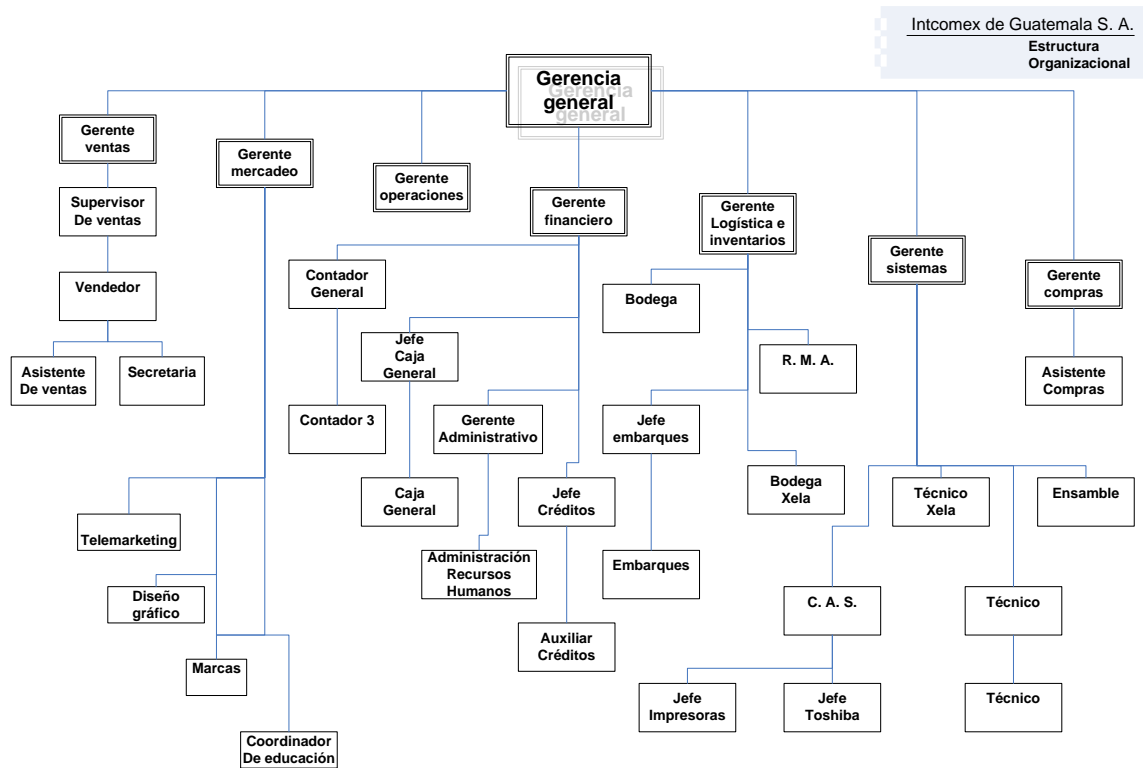 Intcomex de Guatemala S. A.
Estructura
Organizacional
Gerencia
general
Gerencia
general
Gerente
ventas
Gerente
mercadeo
Gerente
operaciones
Gerente
financiero
Gerente
Logística e
inventarios
Gerente
sistemas
Gerente
compras
Supervisor
De ventas
Contador
General
Bodega
Vendedor
Jefe
Caja
General
R. M. A.
Asistente
Compras
Asistente
De ventas
Secretaria
Contador 3
Gerente
Administrativo
Jefe
embarques
Caja
General
Jefe
Créditos
Bodega
Xela
Técnico
Xela
Ensamble
Telemarketing
Administración
Recursos
Humanos
Embarques
Diseño
gráfico
C. A. S.
Técnico
Auxiliar
Créditos
Marcas
Jefe
Impresoras
Jefe
Toshiba
Técnico
Coordinador
De educación